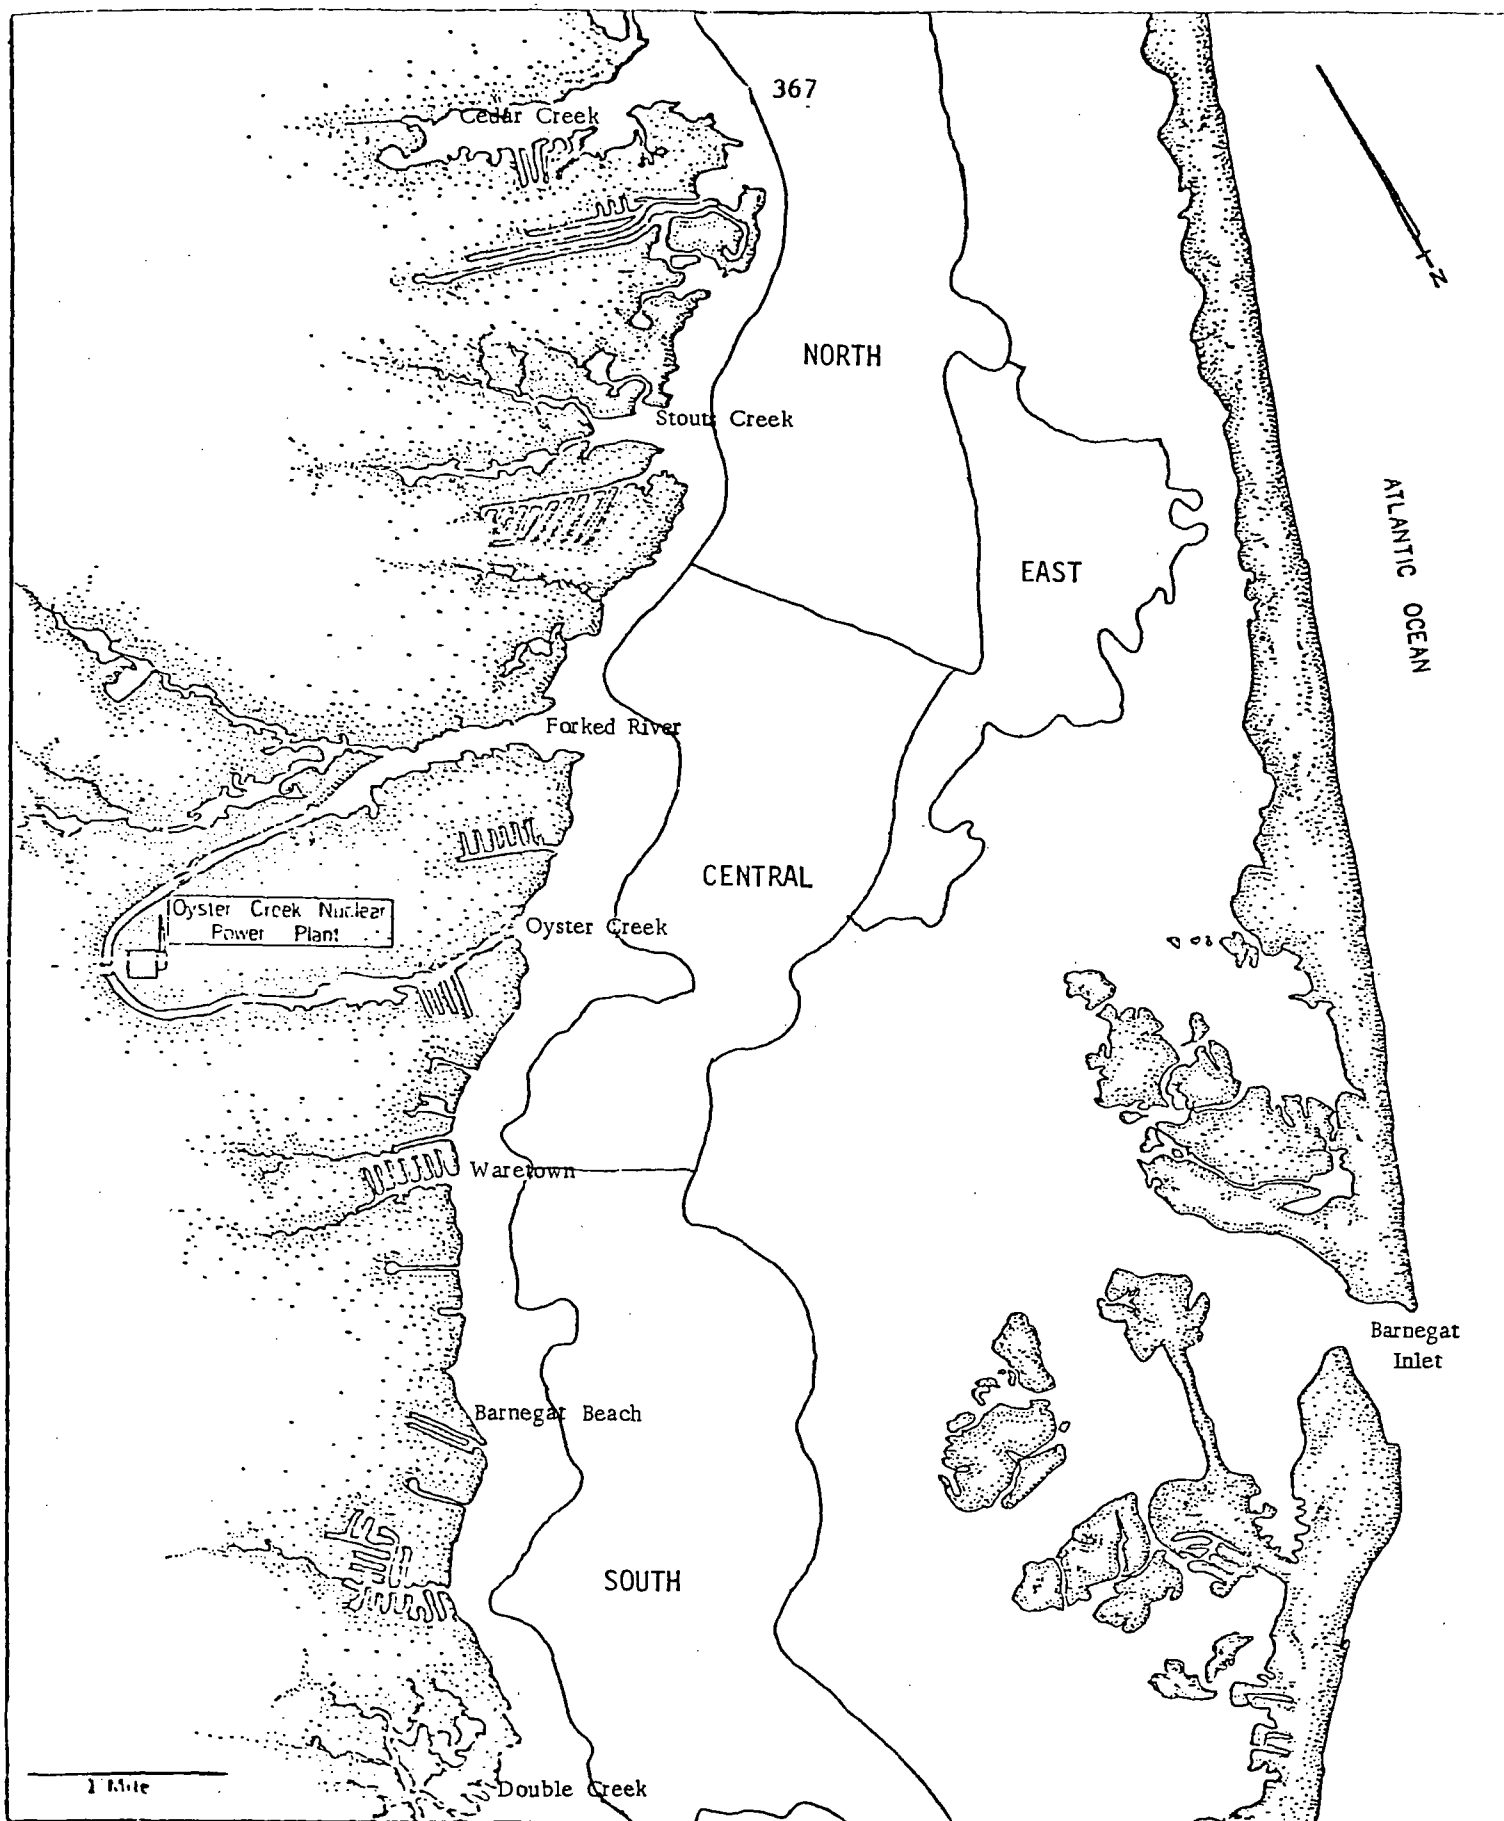 367
Cedar Creek
N
NORTH
Stouts Creek
ATLANTIC OCEAN
EAST
Forked River
CENTRAL
Oyster Creek Nuclear
Power Plant
Oyster Creek
Waretown
Barnegat
Inlet
Barnegat Beach
SOUTH
1 Mile
Double Creek